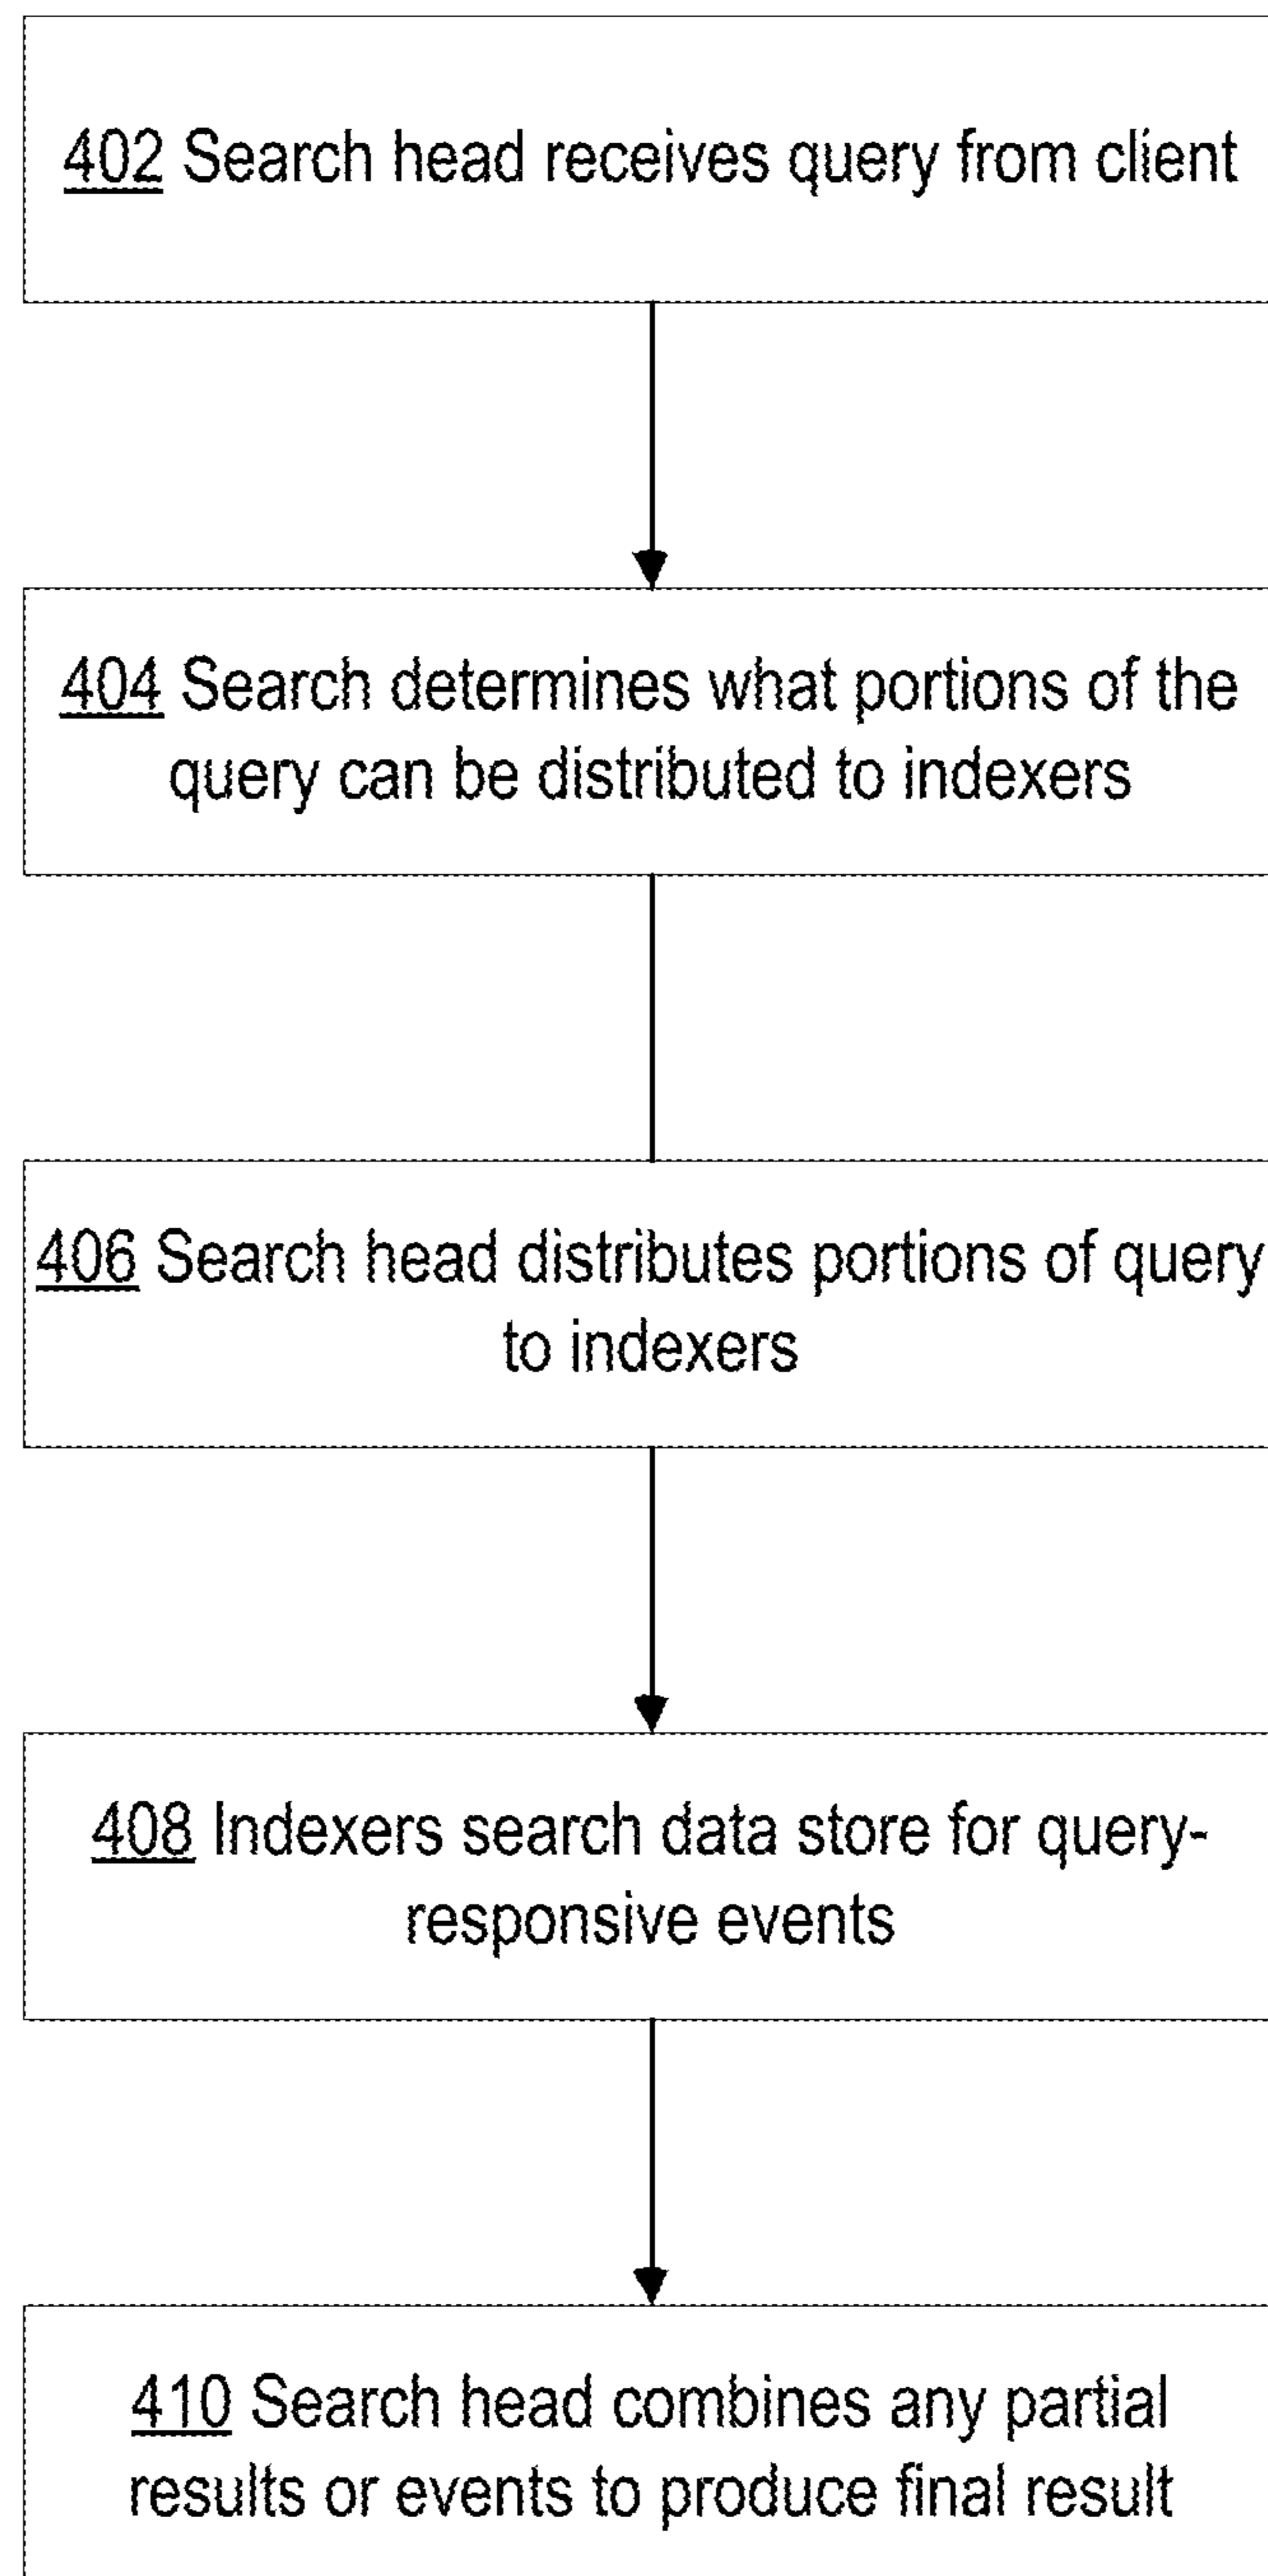 402 Search head receives query from client
404 Search determines what portions of the
query can be distributed to indexers
406 Search head distributes portions of query
to indexers
408 Indexers search data store for query-
responsive events
410 Search head combines any partial
results or events to produce final result